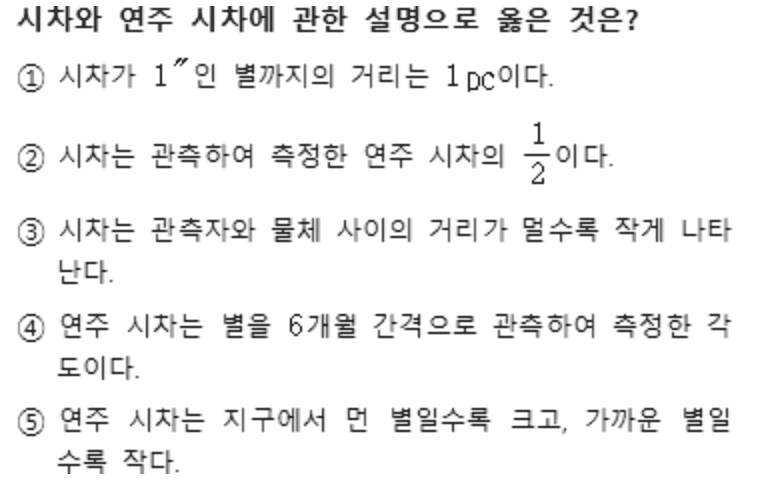 시차와 연주 시차에 관한 설명으로 옳은 것은?
① 시차가 1″인 별까지의 거리는 1pc이다.
② 시차는 관측하여 측정한 연주 시차의 1/2이다.
③ 시차는 관측자와 물체 사이의 거리가 멀수록 작게 나타
난다.
④ 연주 시차는 별을 6개월 간격으로 관측하여 측정한 각
도이다.
⑤ 연주 시차는 지구에서 먼 별일수록 크고, 가까운 별일
수록 작다.